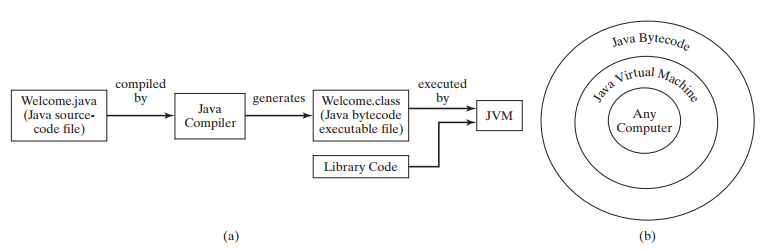 Welcome.java
(Java source-
code file)
compiled
by
Java
Compiler
generates
Welcome.class
(Java bytecode
executable file)
executed
by
JVM
Library Code
(a)
Java Bytecode
Java Virtual Machine
Any
Computer
(b)